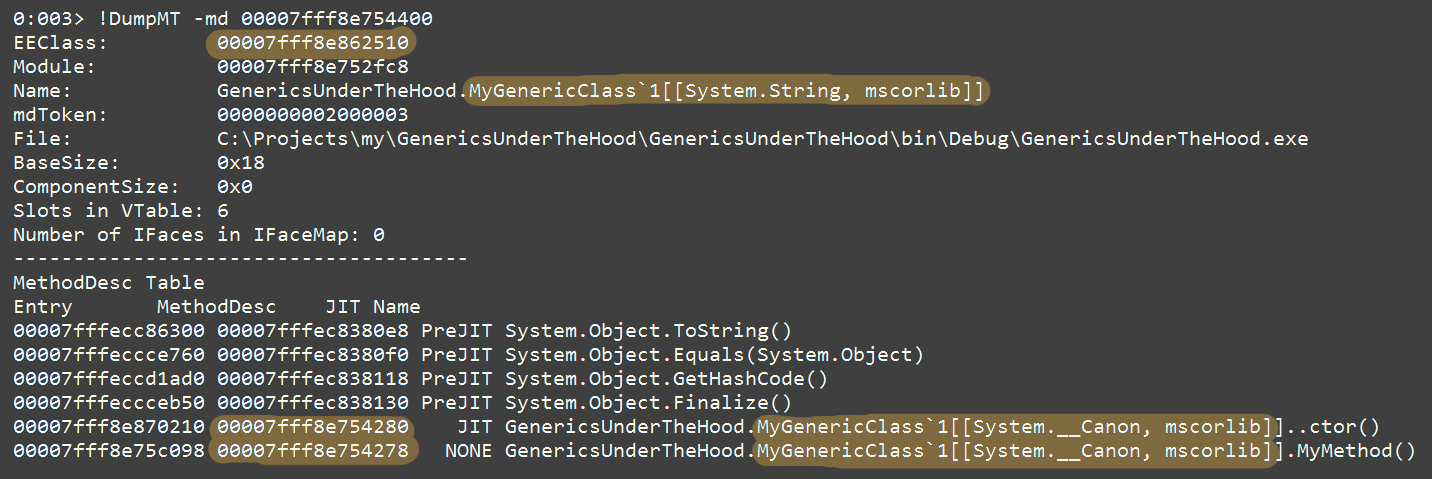 0:003> !DumpMT -md 00007fff8e754400
EEClass:         00007fff8e862510
Module:          00007fff8e752fc8
Name:            GenericsUnderTheHood.MyGenericClass`1[[System.String, mscorlib]]
mdToken:         0000000002000003
File:            C:\Projects\my\GenericsUnderTheHood\GenericsUnderTheHood\bin\Debug\GenericsUnderTheHood.exe
BaseSize:        0x18
ComponentSize:   0x0
Slots in VTable: 6
Number of IFaces in IFaceMap: 0
--------------------------------------
MethodDesc Table
Entry       MethodDesc    JIT Name
00007fffecc86300 00007fffec8380e8 PreJIT System.Object.ToString()
00007fffeccce760 00007fffec8380f0 PreJIT System.Object.Equals(System.Object)
00007fffeccd1ad0 00007fffec838118 PreJIT System.Object.GetHashCode()
00007fffeccceb50 00007fffec838130 PreJIT System.Object.Finalize()
00007fff8e870210 00007fff8e754280    JIT GenericsUnderTheHood.MyGenericClass`1[[System.__Canon, mscorlib]]..ctor()
00007fff8e75c098 00007fff8e754278   NONE GenericsUnderTheHood.MyGenericClass`1[[System.__Canon, mscorlib]].MyMethod()